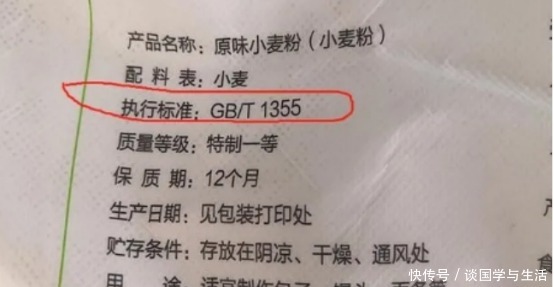 产品名称：原味小麦粉（小麦粉）
配 料 表：小麦
执行标准：GB/T 1355
质量等级：特制一等
保 质 期：12个月
生产日期：见包装打印处
贮存条件：存放在阴凉、干燥、通风处
快传号／谈国学与生活